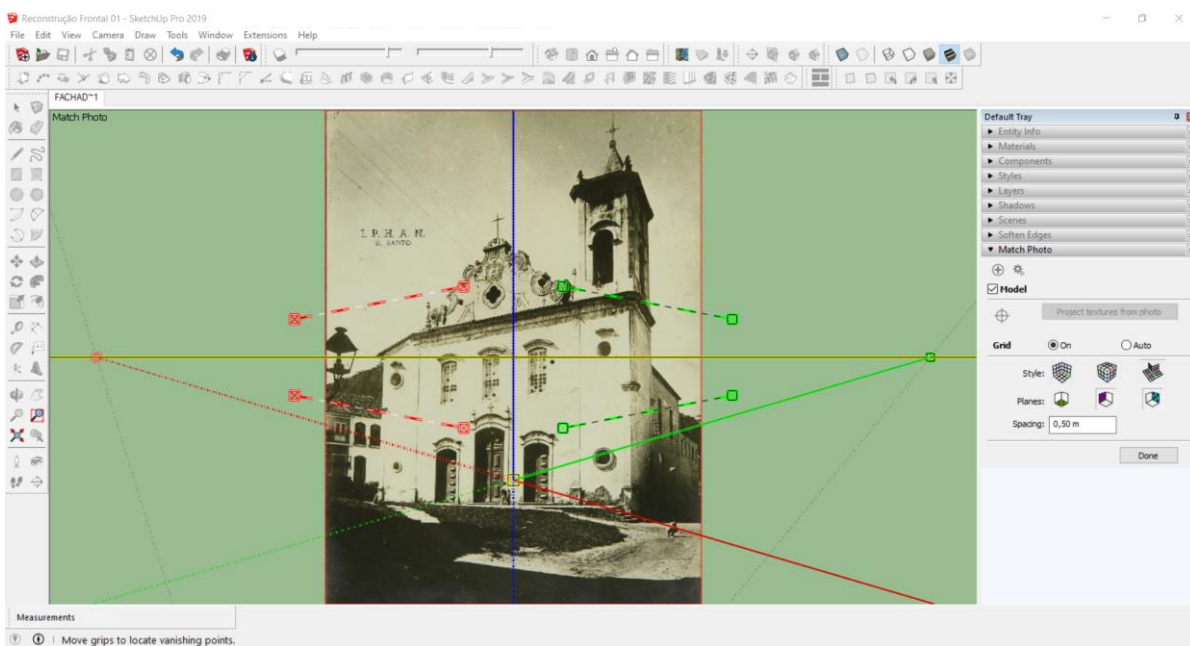 Reconstrução Frontal 01 - SketchUp Pro 2019
File Edit View Camera Draw Tools Window Extensions Help
FACHAD~1
Match Photo
I. P. H. A. N.
E. SANTO
Default Tray
Entity Info
Materials
Components
Styles
Layers
Shadows
Scenes
Soften Edges
Match Photo
Model
Project textures from photo
Grid On Auto
Style:
Planes:
Spacing: 0,50 m
Done
Measurements
Move grips to locate vanishing points.